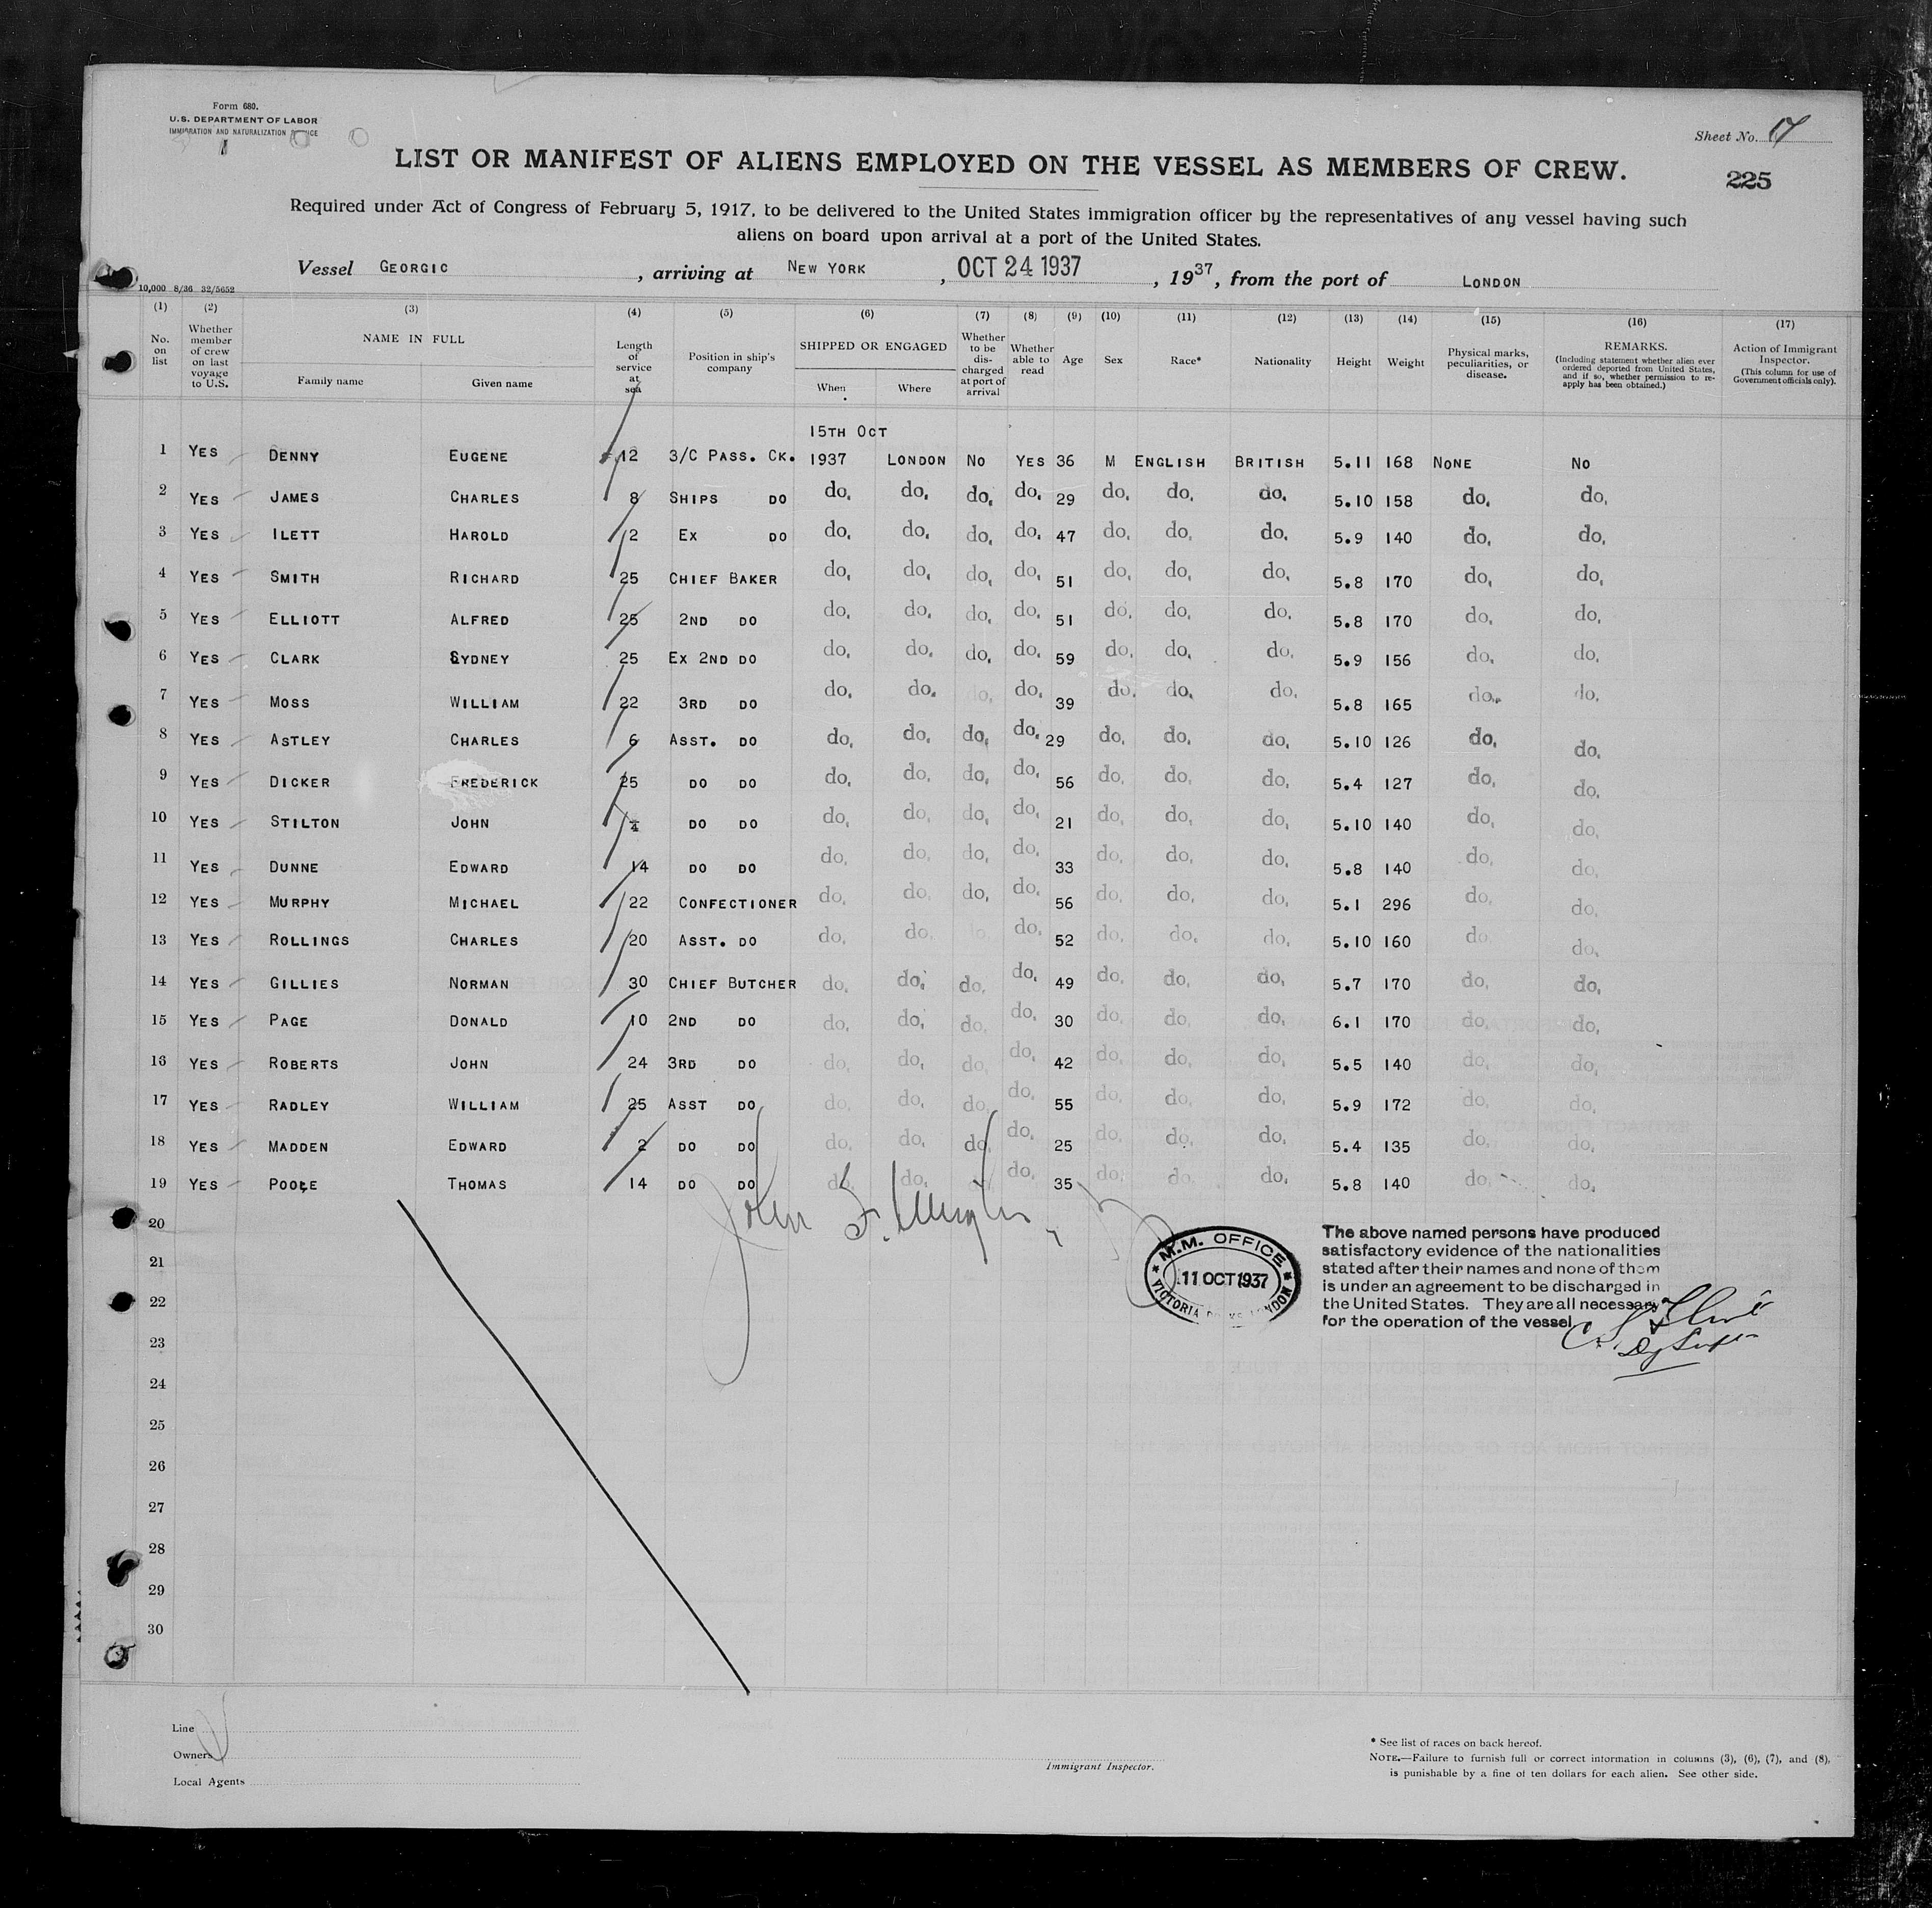 Form 680.
U.S. DEPARTMENT OF LABOR
IMMIGRATION AND NATURALIZATION SERVICE
Sheet No. 17
LIST OR MANIFEST OF ALIENS EMPLOYED ON THE VESSEL AS MEMBERS OF CREW.
225
Required under Act of Congress of February 5, 1917, to be delivered to the United States immigration officer by the representatives of any vessel having such
aliens on board upon arrival at a port of the United States.
Vessel GEORGIC, arriving at NEW YORK, OCT 24 1937, 1937, from the port of LONDON
10,000 8/36 32/5652
(1) (2) (3) (4) (5) (6) (7) (8) (9) (10) (11) (12) (13) (14) (15) (16) (17)
No. on list
Whether member of crew on last voyage to U.S.
NAME IN FULL
Family name Given name
Length of service at sea
Position in ship's company
SHIPPED OR ENGAGED
When Where
Whether to be discharged at port of arrival
Whether able to read
Age
Sex
Race*
Nationality
Height
Weight
Physical marks, peculiarities, or disease.
REMARKS.
(Including statement whether alien ever ordered deported from United States, and if so, whether permission to reapply has been obtained.)
Action of Immigrant Inspector.
(This column for use of Government officials only).
15TH OCT
1 YES DENNY EUGENE 12 3/C PASS. CK. 1937 LONDON NO YES 36 M ENGLISH BRITISH 5.11 168 NONE NO
2 YES JAMES CHARLES 8 SHIPS DO do, do, do, do, 29 do, do, do, 5.10 158 do, do,
3 YES ILETT HAROLD 12 EX DO do, do, do, do, 47 do, do, do, 5.9 140 do, do,
4 YES SMITH RICHARD 25 CHIEF BAKER do, do, do, do, 51 do, do, do, 5.8 170 do, do,
5 YES ELLIOTT ALFRED 25 2ND DO do, do, do, do, 51 do, do, do, 5.8 170 do, do,
6 YES CLARK SYDNEY 25 EX 2ND DO do, do, do, do, 59 do, do, do, 5.9 156 do, do,
7 YES MOSS WILLIAM 22 3RD DO do, do, do, do, 39 do, do, do, 5.8 165 do, do,
8 YES ASTLEY CHARLES 6 ASST. DO do, do, do, do, 29 do, do, do, 5.10 126 do, do,
9 YES DICKER FREDERICK 25 DO DO do, do, do, do, 56 do, do, do, 5.4 127 do, do,
10 YES STILTON JOHN 4 DO DO do, do, do, do, 21 do, do, do, 5.10 140 do, do,
11 YES DUNNE EDWARD 14 DO DO do, do, do, do, 33 do, do, do, 5.8 140 do, do,
12 YES MURPHY MICHAEL 22 CONFECTIONER do, do, do, do, 56 do, do, do, 5.1 296 do, do,
13 YES ROLLINGS CHARLES 20 ASST. DO do, do, do, do, 52 do, do, do, 5.10 160 do, do,
14 YES GILLIES NORMAN 30 CHIEF BUTCHER do, do, do, do, 49 do, do, do, 5.7 170 do, do,
15 YES PAGE DONALD 10 2ND DO do, do, do, do, 30 do, do, do, 6.1 170 do, do,
16 YES ROBERTS JOHN 24 3RD DO do, do, do, do, 42 do, do, do, 5.5 140 do, do,
17 YES RADLEY WILLIAM 25 ASST DO do, do, do, do, 55 do, do, do, 5.9 172 do, do,
18 YES MADDEN EDWARD 2 DO DO do, do, do, do, 25 do, do, do, 5.4 135 do, do,
19 YES POOLE THOMAS 14 DO DO do, do, do, do, 35 do, do, do, 5.8 140 do, do,
20
21
22
23
24
25
26
27
28
29
30
John F.
M.M. OFFICE
11 OCT 1937
VICTORIA DOCKS LONDON
The above named persons have produced
satisfactory evidence of the nationalities
stated after their names and none of them
is under an agreement to be discharged in
the United States. They are all necessary
for the operation of the vessel
Dy Supt
Line
Owners
Local Agents
Immigrant Inspector.
* See list of races on back hereof.
NOTE.—Failure to furnish full or correct information in columns (3), (6), (7), and (8),
is punishable by a fine of ten dollars for each alien. See other side.